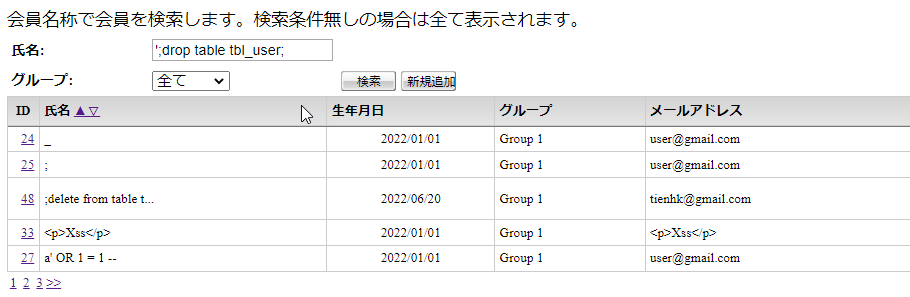 会員名称で会員を検索します。検索条件無しの場合は全て表示されます。
氏名: ';drop table tbl_user;
グループ: 全て 検索 新規追加
ID 氏名 ▲▽ 生年月日 グループ メールアドレス
24 _ 2022/01/01 Group 1 user@gmail.com
25 ; 2022/01/01 Group 1 user@gmail.com
48 ;delete from table t... 2022/06/20 Group 1 tienhk@gmail.com
33 <p>Xss</p> 2022/01/01 Group 1 <p>Xss</p>
27 a' OR 1 = 1 -- 2022/01/01 Group 1 user@gmail.com
1 2 3 >>